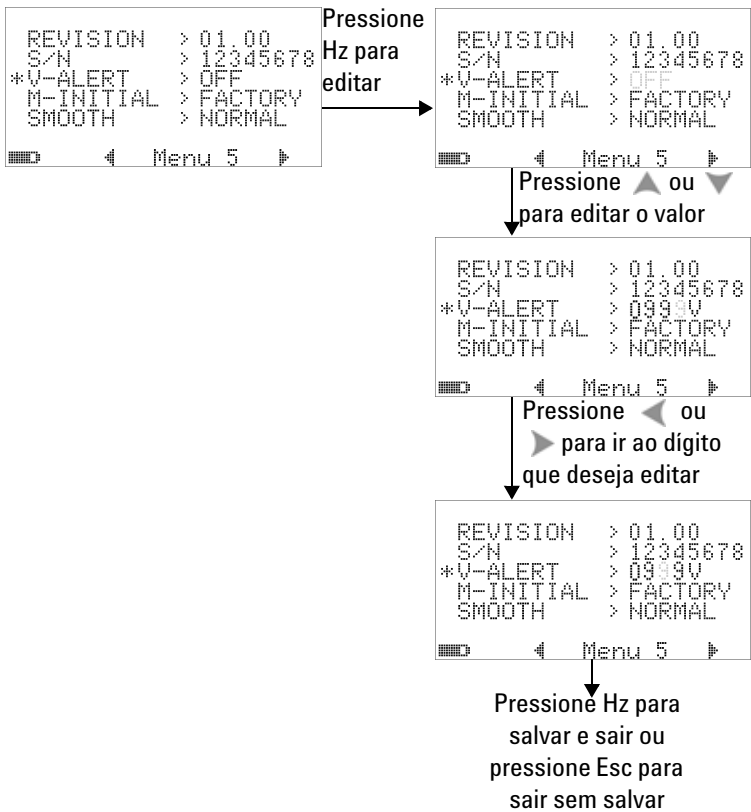 REVISION > 01.00
S/N > 12345678
*V-ALERT > OFF
M-INITIAL > FACTORY
SMOOTH > NORMAL
Menu 5
Pressione
Hz para
editar
REVISION > 01.00
S/N > 12345678
*V-ALERT > OFF
M-INITIAL > FACTORY
SMOOTH > NORMAL
Menu 5
Pressione ou
para editar o valor
REVISION > 01.00
S/N > 12345678
*V-ALERT > 0999V
M-INITIAL > FACTORY
SMOOTH > NORMAL
Menu 5
Pressione ou
para ir ao dígito
que deseja editar
REVISION > 01.00
S/N > 12345678
*V-ALERT > 0999V
M-INITIAL > FACTORY
SMOOTH > NORMAL
Menu 5
Pressione Hz para
salvar e sair ou
pressione Esc para
sair sem salvar